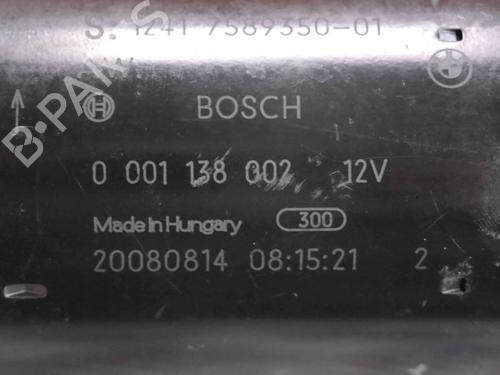 S. 1241 7589350-01
BOSCH
0 001 138 002 12V
Made in Hungary 300
20080814 08:15:21 2
B-PARTS